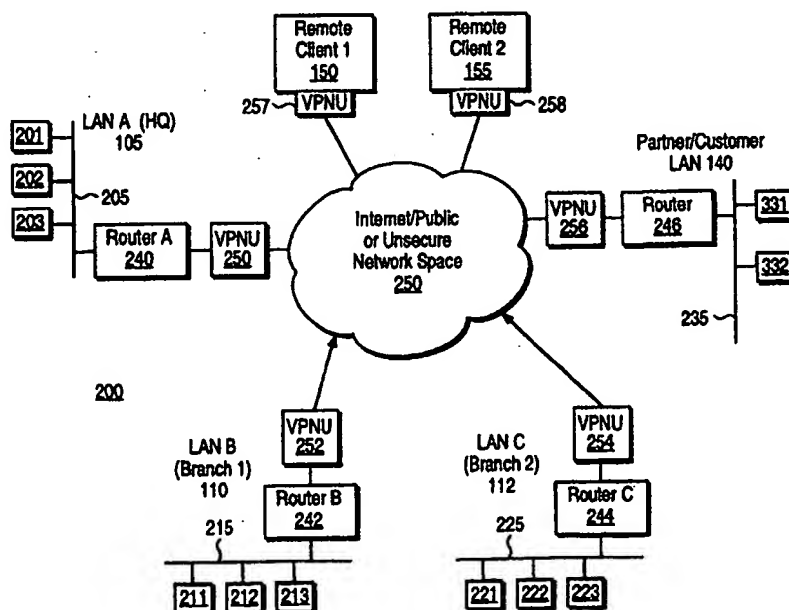 Remote
Client 1
150
VPNU
257
Remote
Client 2
155
VPNU
258
LAN A (HQ)
105
201
202
203
205
Router A
240
VPNU
250
Internet/Public
or Unsecure
Network Space
250
Partner/Customer
LAN 140
VPNU
256
Router
246
331
332
235
200
VPNU
252
LAN B
(Branch 1)
110
Router B
242
215
211
212
213
VPNU
254
LAN C
(Branch 2)
112
Router C
244
225
221
222
223